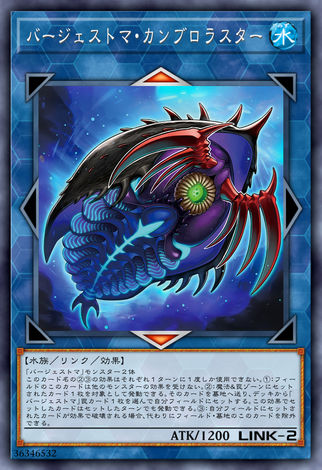 バージェストマ・カンブロラスター
水
【水族／リンク／効果】
「バージェストマ」モンスター２体
このカード名の②③の効果はそれぞれ１ターンに１度しか使用できない。①：フィー
ルドのこのカードは他のモンスターの効果を受けない。②：魔法&罠ゾーンにセット
されたカード１枚を対象として発動できる。そのカードを墓地へ送り、デッキから「バ
ージェストマ」罠カード１枚を選んで自分フィールドにセットする。この効果でセ
ットしたカードはセットしたターンでも発動できる。③：自分フィールドにセットさ
れたカードが効果で破壊される場合、代わりにフィールド・墓地のこのカードを除外
できる。
ATK/1200 LINK-2
36346532